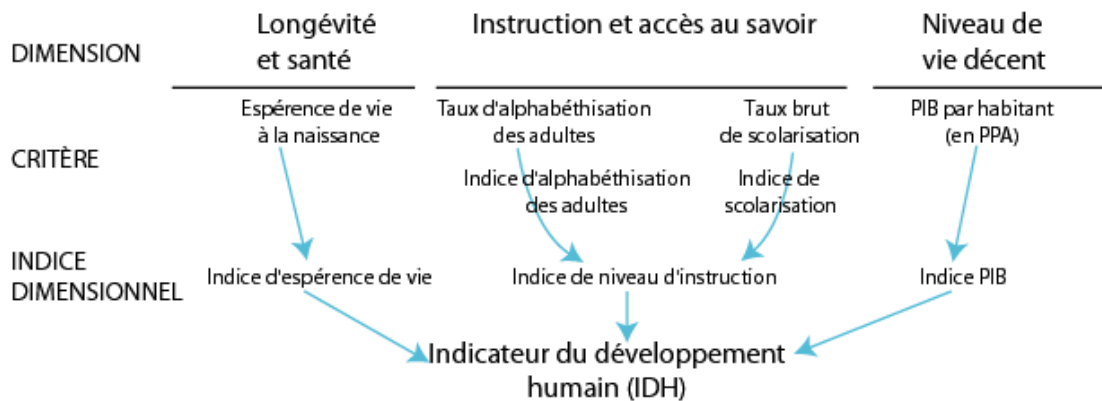 DIMENSION
Longévité
et santé
Instruction et accès au savoir
Niveau de
vie décent
CRITÈRE
Espérence de vie
à la naissance
Taux d'alphabéthisation
des adultes
Taux brut
de scolarisation
PIB par habitant
(en PPA)
Indice d'alphabéthisation
des adultes
Indice de
scolarisation
INDICE
DIMENSIONNEL
Indice d'espérence de vie
Indice de niveau d'instruction
Indice PIB
Indicateur du développement
humain (IDH)